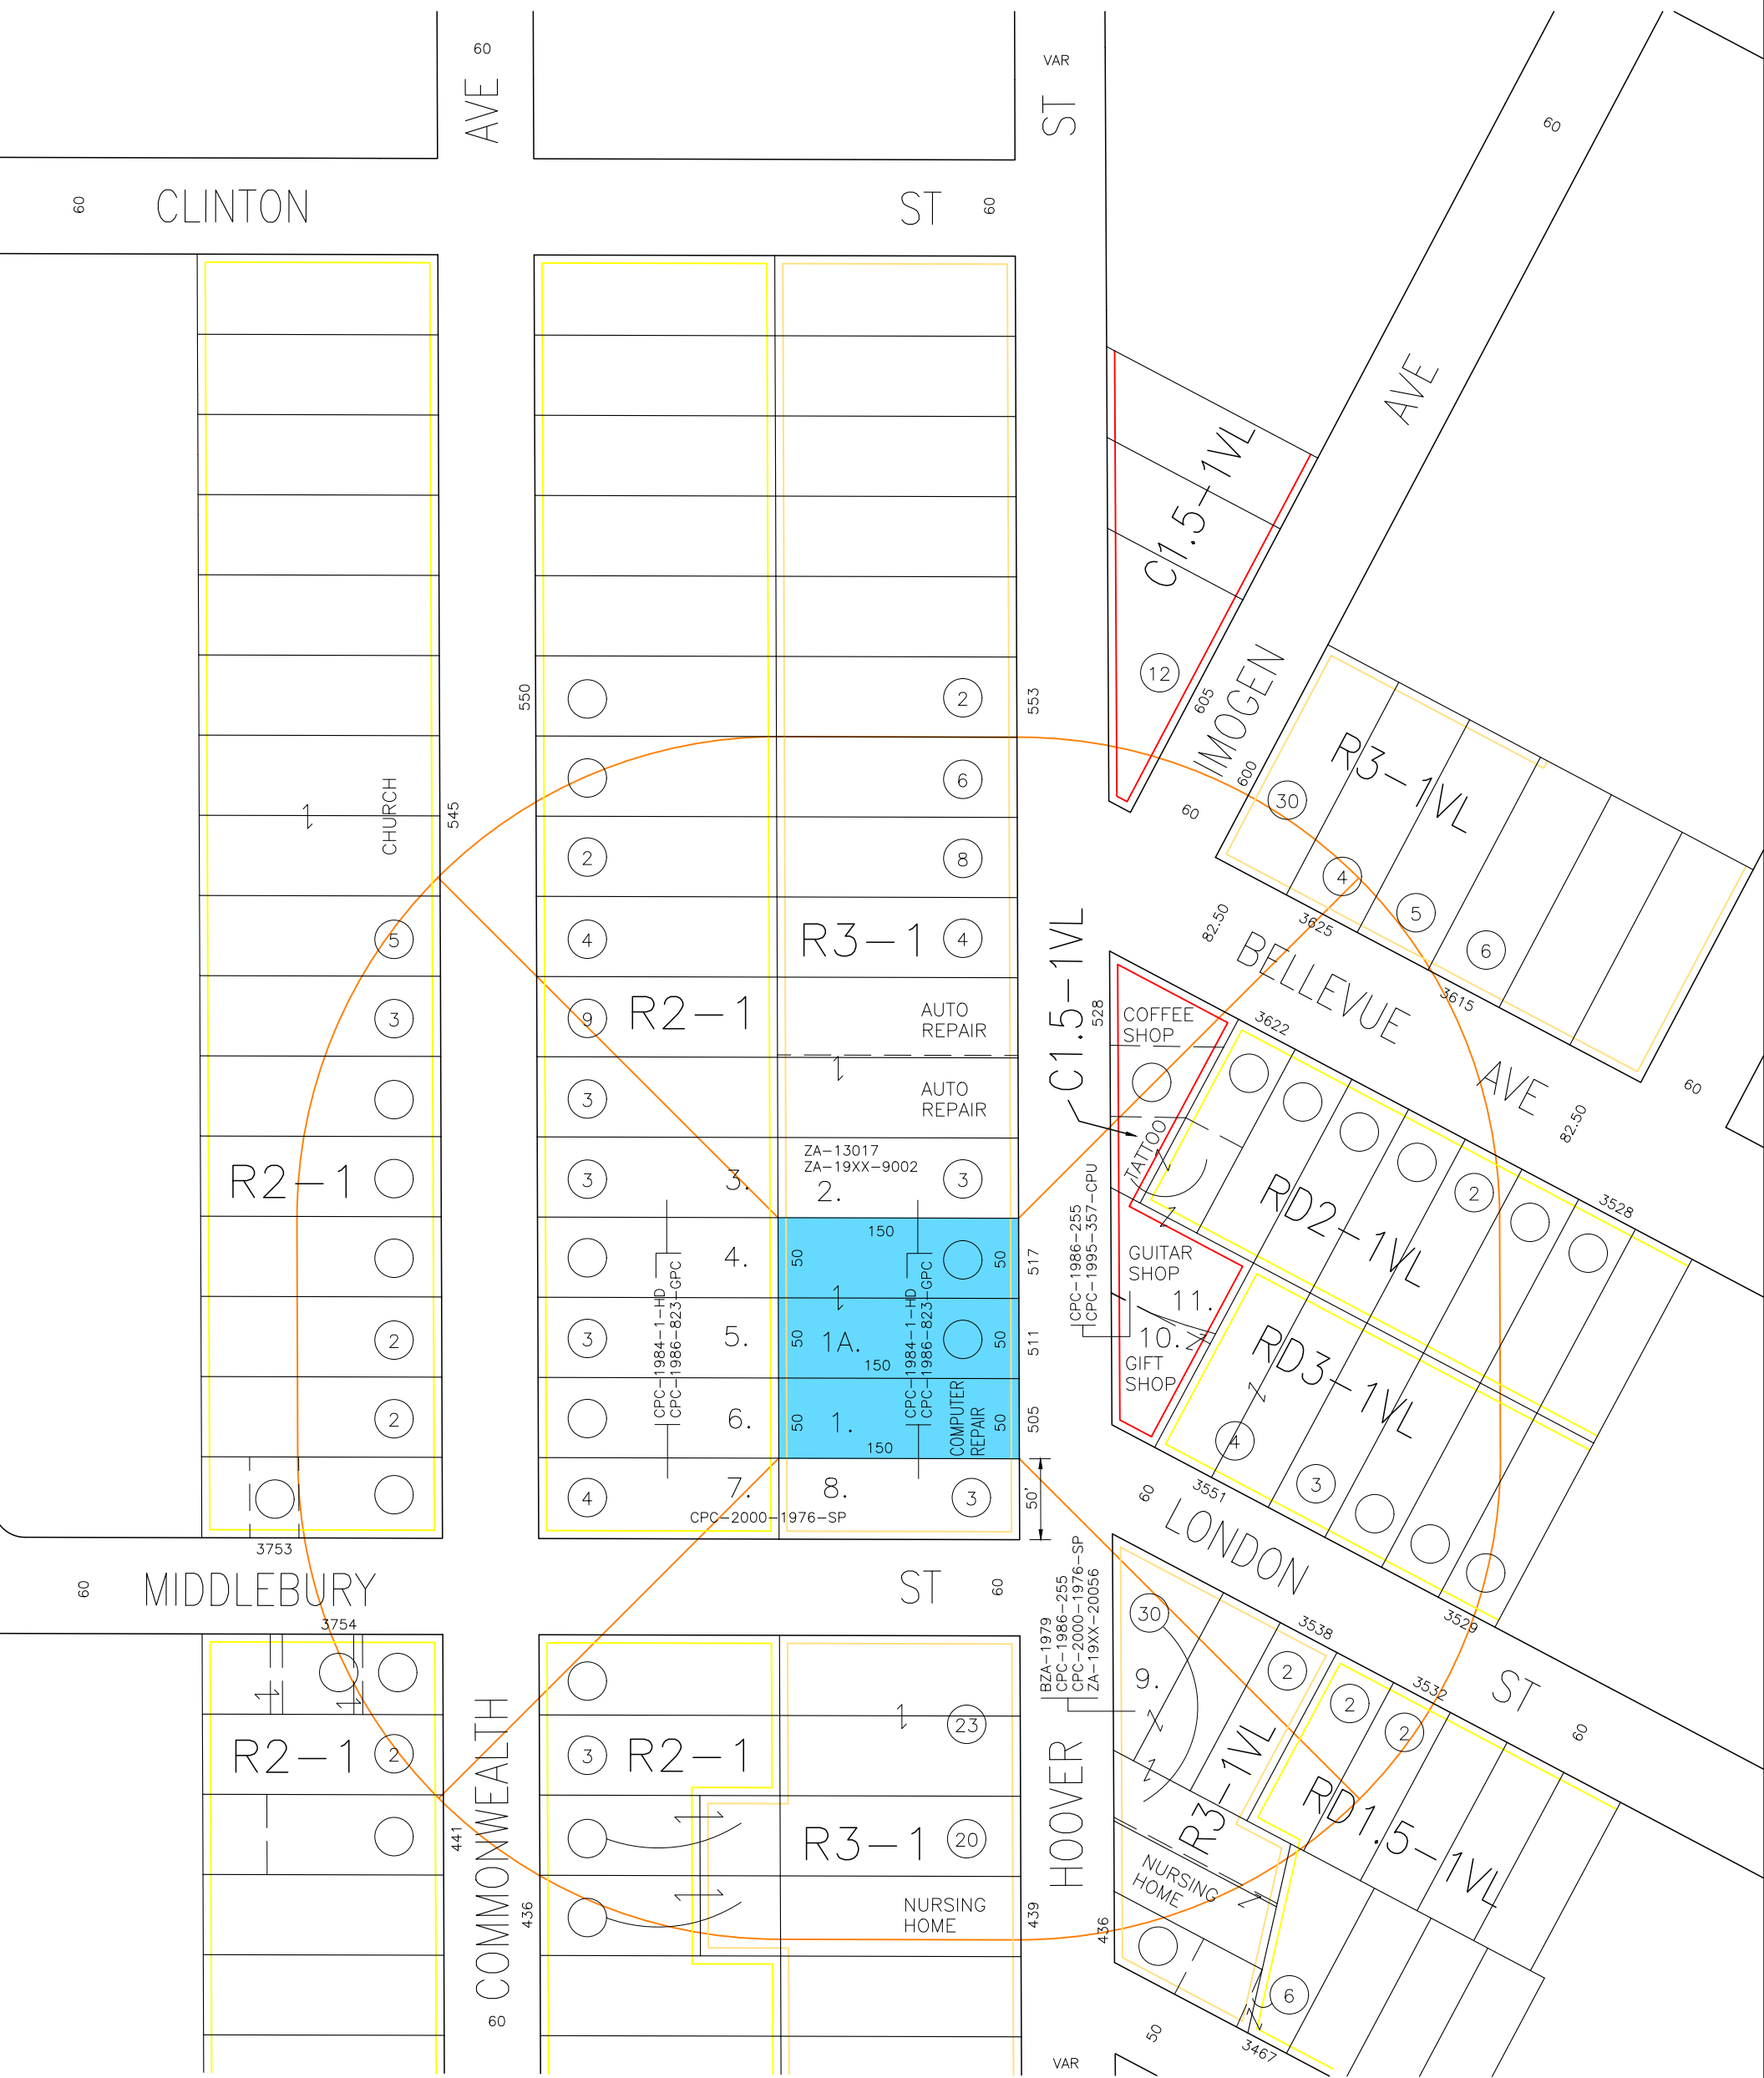 60
AVE
VAR
ST
60
60
CLINTON
ST
60
C1.5-1VL
AVE
12
605
IMOGEN
600
60
550
2
553
6
CHURCH
545
2
8
30
R3-1VL
4
5
6
3625
3615
82.50
BELLEVUE
AVE
82.50
60
5
4
R3-1
4
3
9
R2-1
AUTO
REPAIR
3
AUTO
REPAIR
C1.5-1VL
528
COFFEE
SHOP
TATTOO
3622
2
3528
RD2-1VL
R2-1
3
3.
ZA-13017
ZA-19XX-9002
2.
3
150
50
50
517
4.
CPC-1984-1-HD
CPC-1986-823-GPC
CPC-1984-1-HD
CPC-1986-823-GPC
CPC-1986-255
CPC-1995-357-CPU
GUITAR
SHOP
11.
10.
GIFT
SHOP
2
3
5.
50
1A.
150
50
511
RD3-1VL
2
6.
50
1.
150
COMPUTER
REPAIR
50
505
4
3
3551
3529
60
LONDON
ST
60
4
7.
8.
3
50'
CPC-2000-1976-SP
3753
60
MIDDLEBURY
ST
60
3754
BZA-1979
CPC-1986-255
CPC-2000-1976-SP
ZA-19XX-20056
30
9.
2
3538
2
3532
2
R3-1VL
RD1.5-1VL
R2-1
2
3
R2-1
23
441
COMMONWEALTH
60
436
R3-1
20
NURSING
HOME
439
HOOVER
VAR
436
NURSING
HOME
6
3467
50